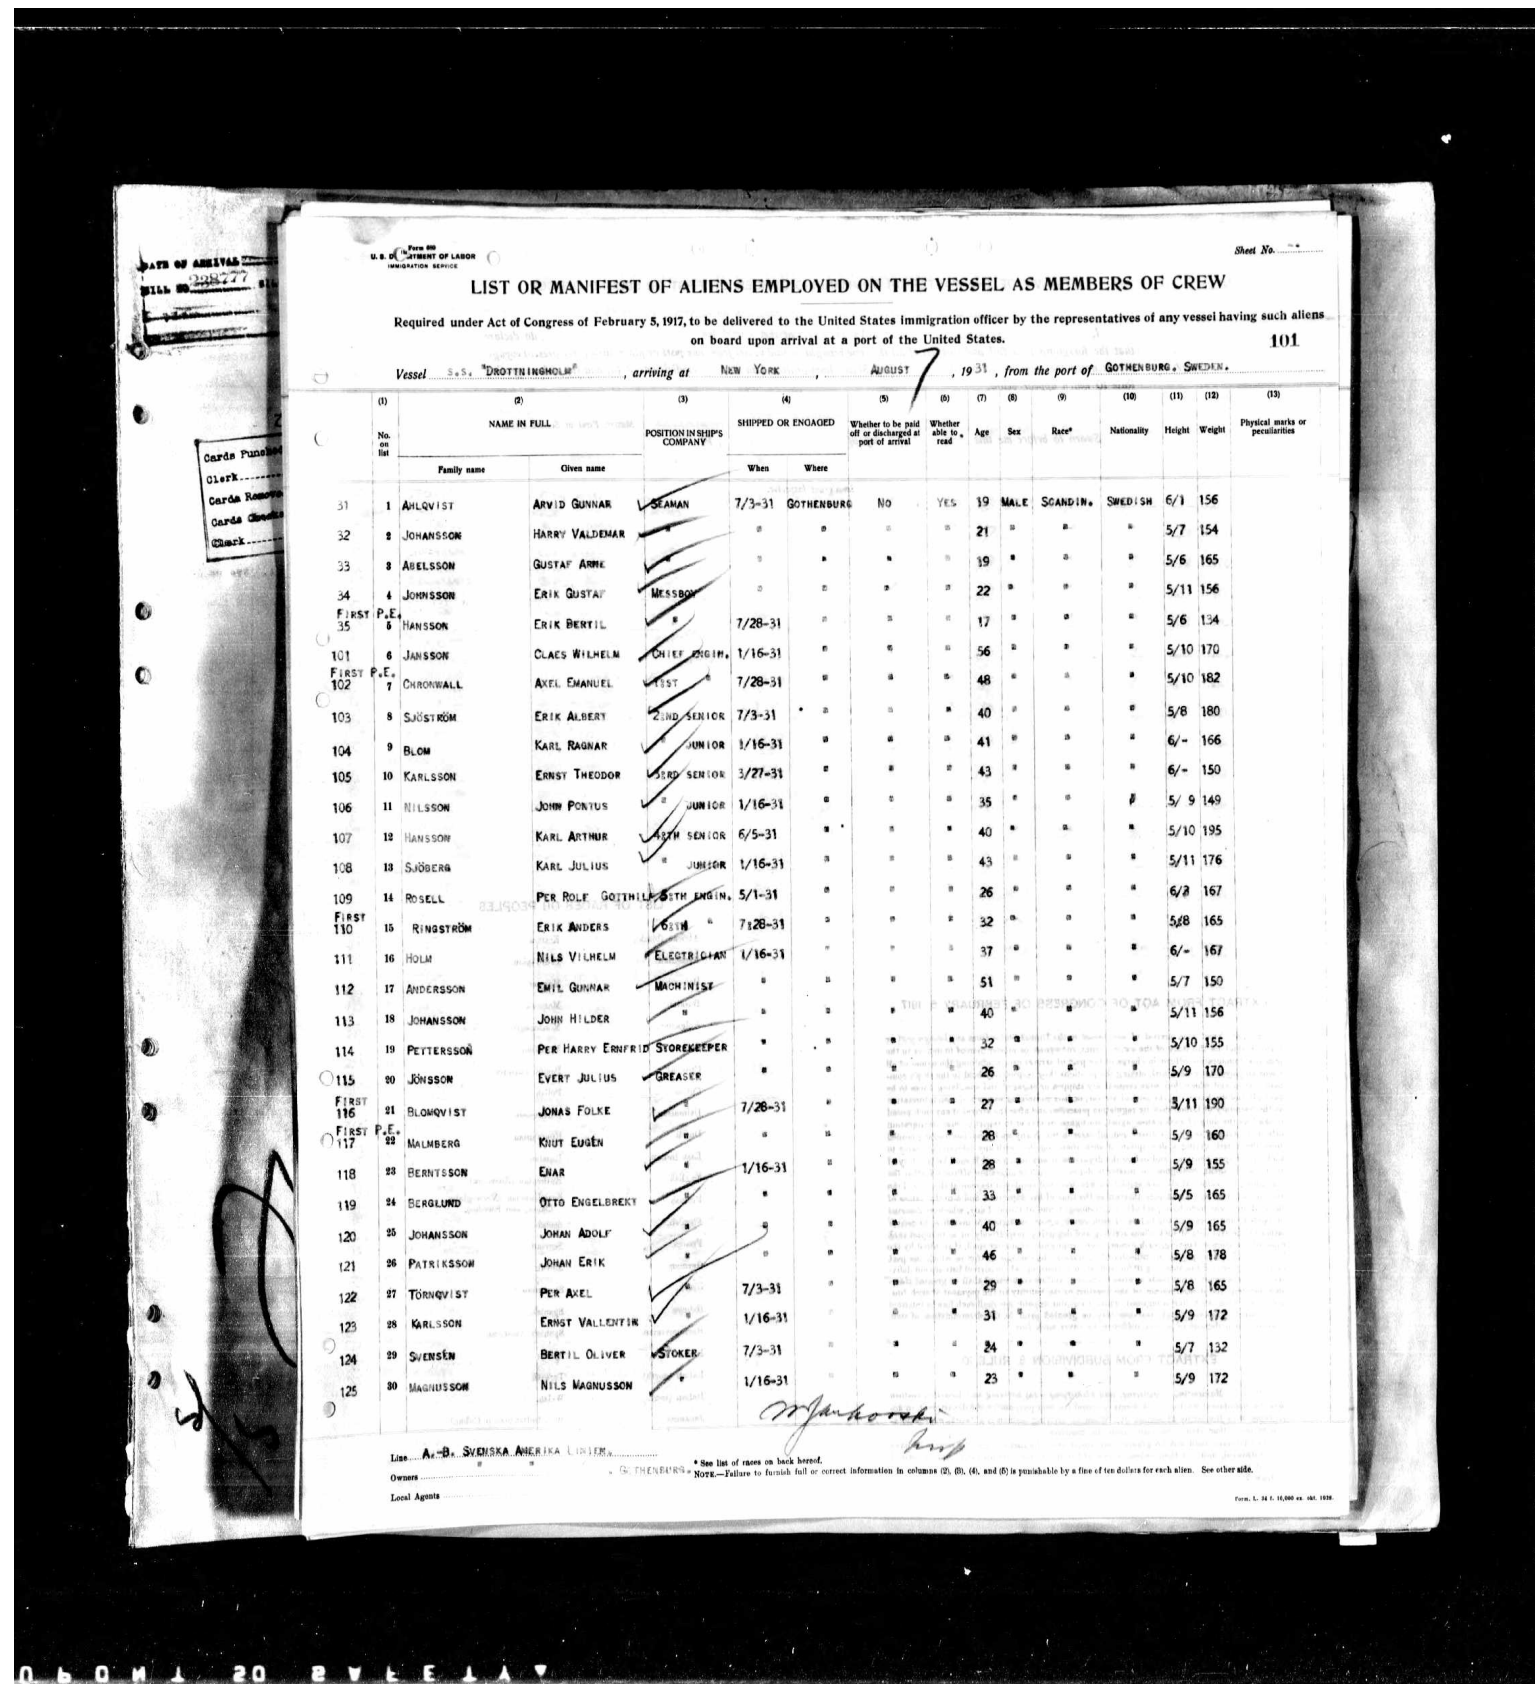 DATE OF ARRIVAL
BILL NO. 238777
Cards Punched
Clerk
Cards Removed
Cards Checked
Clerk
Form 689
U. S. DEPARTMENT OF LABOR
IMMIGRATION SERVICE
Sheet No.
LIST OR MANIFEST OF ALIENS EMPLOYED ON THE VESSEL AS MEMBERS OF CREW
Required under Act of Congress of February 5, 1917, to be delivered to the United States immigration officer by the representatives of any vessel having such aliens
on board upon arrival at a port of the United States.
101
Vessel S.S. "DROTTNINGHOLM", arriving at NEW YORK, AUGUST 7, 1931, from the port of GOTHENBURG. SWEDEN.
(1) (2) (3) (4) (5) (6) (7) (8) (9) (10) (11) (12) (13)
No. on list NAME IN FULL POSITION IN SHIP'S COMPANY SHIPPED OR ENGAGED Whether to be paid off or discharged at port of arrival Whether able to read Age Sex Race* Nationality Height Weight Physical marks or peculiarities
Family name Given name When Where
31 1 AHLQVIST ARVID GUNNAR SEAMAN 7/3-31 GOTHENBURG NO YES 19 MALE SCANDIN. SWEDISH 6/1 156
32 2 JOHANSSON HARRY VALDEMAR " " " " " 21 " " " 5/7 154
33 3 ABELSSON GUSTAF ARNE " " " " " 19 " " " 5/6 165
34 4 JOHNSSON ERIK GUSTAF MESSBOY " " " " 22 " " " 5/11 156
FIRST P.E.
35 5 HANSSON ERIK BERTIL " 7/28-31 " " " 17 " " " 5/6 134
101 6 JANSSON CLAES WILHELM CHIEF ENGIN. 1/16-31 " " " 56 " " " 5/10 170
FIRST P.E.
102 7 CHRONWALL AXEL EMANUEL 1ST " 7/28-31 " " " 48 " " " 5/10 182
103 8 SJÖSTRÖM ERIK ALBERT 2ND SENIOR 7/3-31 " " " 40 " " " 5/8 180
104 9 BLOM KARL RAGNAR " JUNIOR 1/16-31 " " " 41 " " " 6/- 166
105 10 KARLSSON ERNST THEODOR 3RD SENIOR 3/27-31 " " " 43 " " " 6/- 150
106 11 NILSSON JOHN PONTUS " JUNIOR 1/16-31 " " " 35 " " " 5/9 149
107 12 HANSSON KARL ARTHUR 4TH SENIOR 6/5-31 " " " 40 " " " 5/10 195
108 13 SJÖBERG KARL JULIUS " JUNIOR 1/16-31 " " " 43 " " " 5/11 176
109 14 ROSELL PER ROLF GOTTHILF 5TH ENGIN. 5/1-31 " " " 26 " " " 167
FIRST
110 15 RINGSTRÖM ERIK ANDERS 6TH " 7/28-31 " " " 32 " " " 5/8 165
111 16 HOLM NILS VILHELM ELECTRICIAN 1/16-31 " " " 37 " " " 6/- 167
112 17 ANDERSSON EMIL GUNNAR MACHINIST " " " " 51 " " " 5/7 150
113 18 JOHANSSON JOHN HILDER " " " " " 40 " " " 5/11 156
114 19 PETTERSSON PER HARRY ERNFRID STOREKEEPER " " " " 32 " " " 5/10 155
115 20 JÖNSSON EVERT JULIUS GREASER " " " " 26 " " " 5/9 170
FIRST
116 21 BLOMQVIST JONAS FOLKE " 7/28-31 " " " 27 " " " 5/11 190
FIRST P.E.
117 22 MALMBERG KNUT EUGÉN " " " " " 28 " " " 5/9 160
118 23 BERNTSSON ENAR " 1/16-31 " " " 28 " " " 5/9 155
119 24 BERGLUND OTTO ENGELBREKT " " " " " 33 " " " 5/5 165
120 25 JOHANSSON JOHAN ADOLF " " " " " 40 " " " 5/9 165
121 26 PATRIKSSON JOHAN ERIK " " " " " 46 " " " 5/8 178
122 27 TÖRNQVIST PER AXEL " 7/3-31 " " " 29 " " " 5/8 165
123 28 KARLSSON ERNST VALLENTIN " 1/16-31 " " " 31 " " " 5/9 172
124 29 SVENSÉN BERTIL OLIVER STOKER 7/3-31 " " " 24 " " " 5/7 132
125 30 MAGNUSSON NILS MAGNUSSON " 1/16-31 " " " 23 " " " 5/9 172
Line A.-B. SVENSKA AMERIKA LINIEN.
Owners " " . GOTHENBURG.
Local Agents
* See list of races on back hereof.
NOTE.—Failure to furnish full or correct information in columns (2), (3), (4), and (5) is punishable by a fine of ten dollars for each alien. See other side.